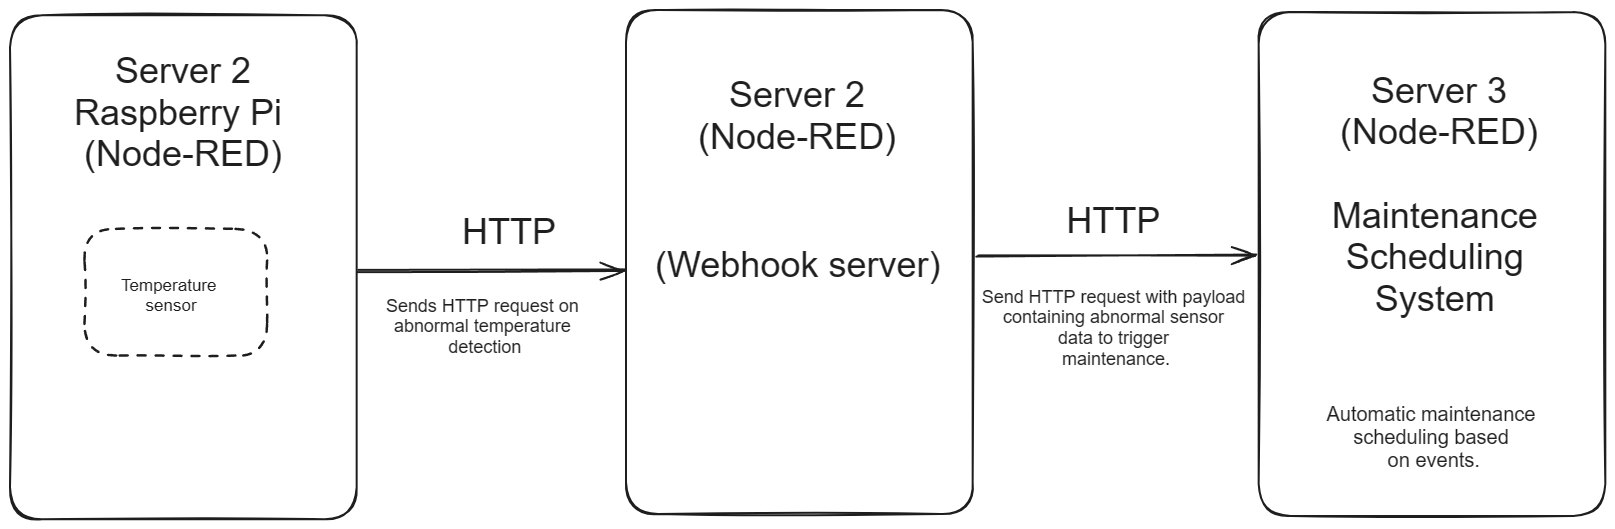 Server 2
Raspberry Pi
(Node-RED)
Temperature
sensor
HTTP
Sends HTTP request on
abnormal temperature
detection
Server 2
(Node-RED)
(Webhook server)
HTTP
Send HTTP request with payload
containing abnormal sensor
data to trigger
maintenance.
Server 3
(Node-RED)
Maintenance
Scheduling
System
Automatic maintenance
scheduling based
on events.